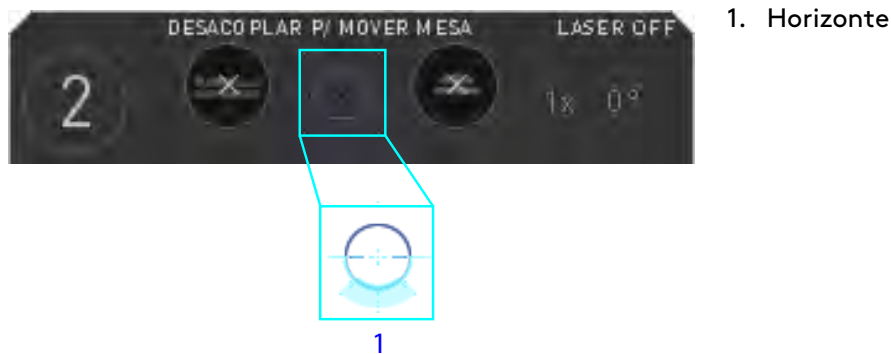 DESACOPLAR P/ MOVER MESA LASER OFF
2 1x 0°
1
1. Horizonte